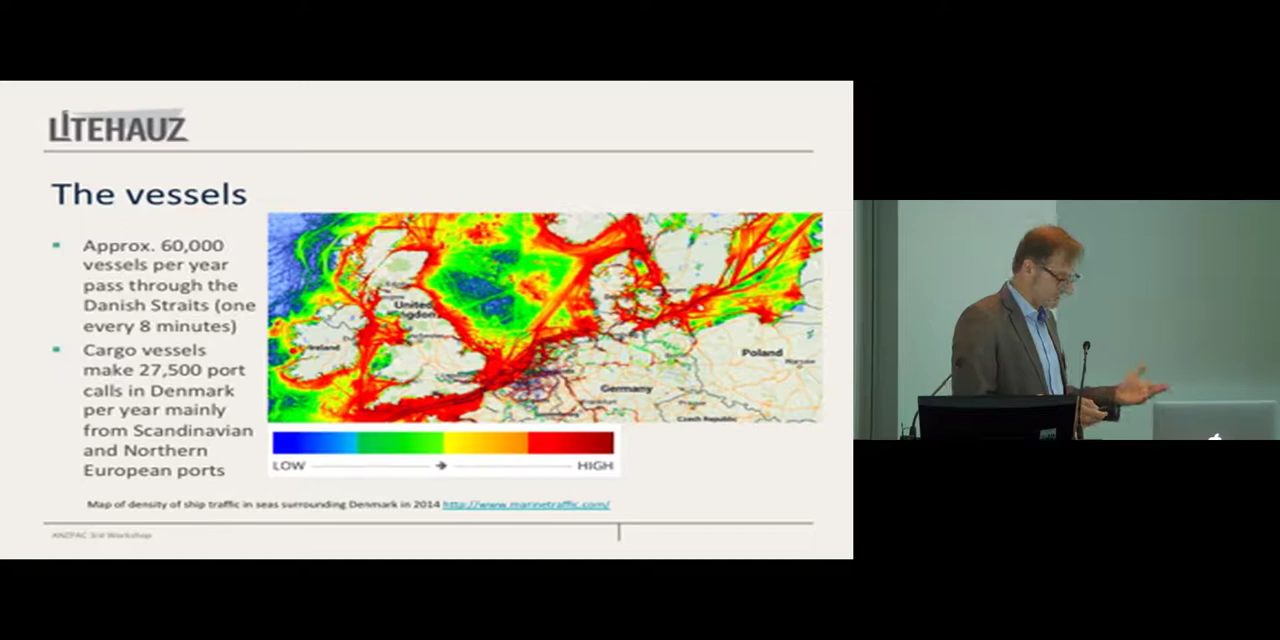 LITEHAUZ
The vessels
Approx. 60,000
vessels per year
pass through the
Danish Straits (one
every 8 minutes)
Cargo vessels
make 27,500 port
calls in Denmark
per year mainly
from Scandinavian
and Northern
European ports
United
Kingdom
Ireland
Poland
Germany
Czech Republic
LOW
HIGH
Map of density of ship traffic in seas surrounding Denmark in 2014 http://www.marinetraffic.com/
ANZPAC 3rd Workshop